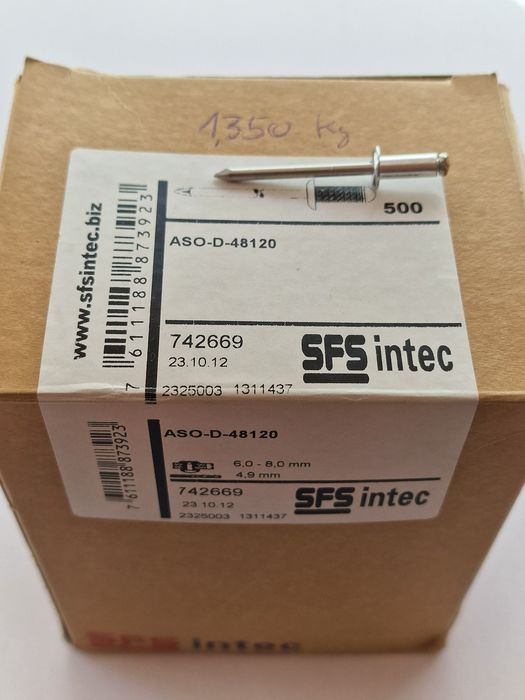 1,350 Kg
www.sfsintec.biz
7 611188 873923
500
ASO-D-48120
742669
23.10.12
SFS intec
2325003 1311437
7 611188 873923
ASO-D-48120
6,0 - 8,0 mm
4,9 mm
742669
23.10.12
SFS intec
2325003 1311437
SFS intec